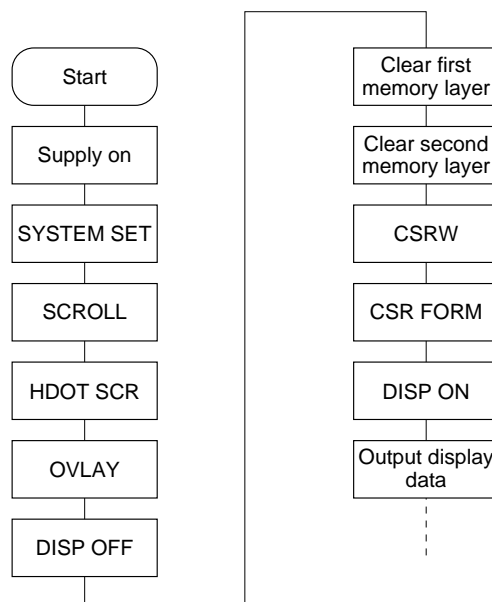 Start
Supply on
SYSTEM SET
SCROLL
HDOT SCR
OVLAY
DISP OFF
Clear first
memory layer
Clear second
memory layer
CSRW
CSR FORM
DISP ON
Output display
data